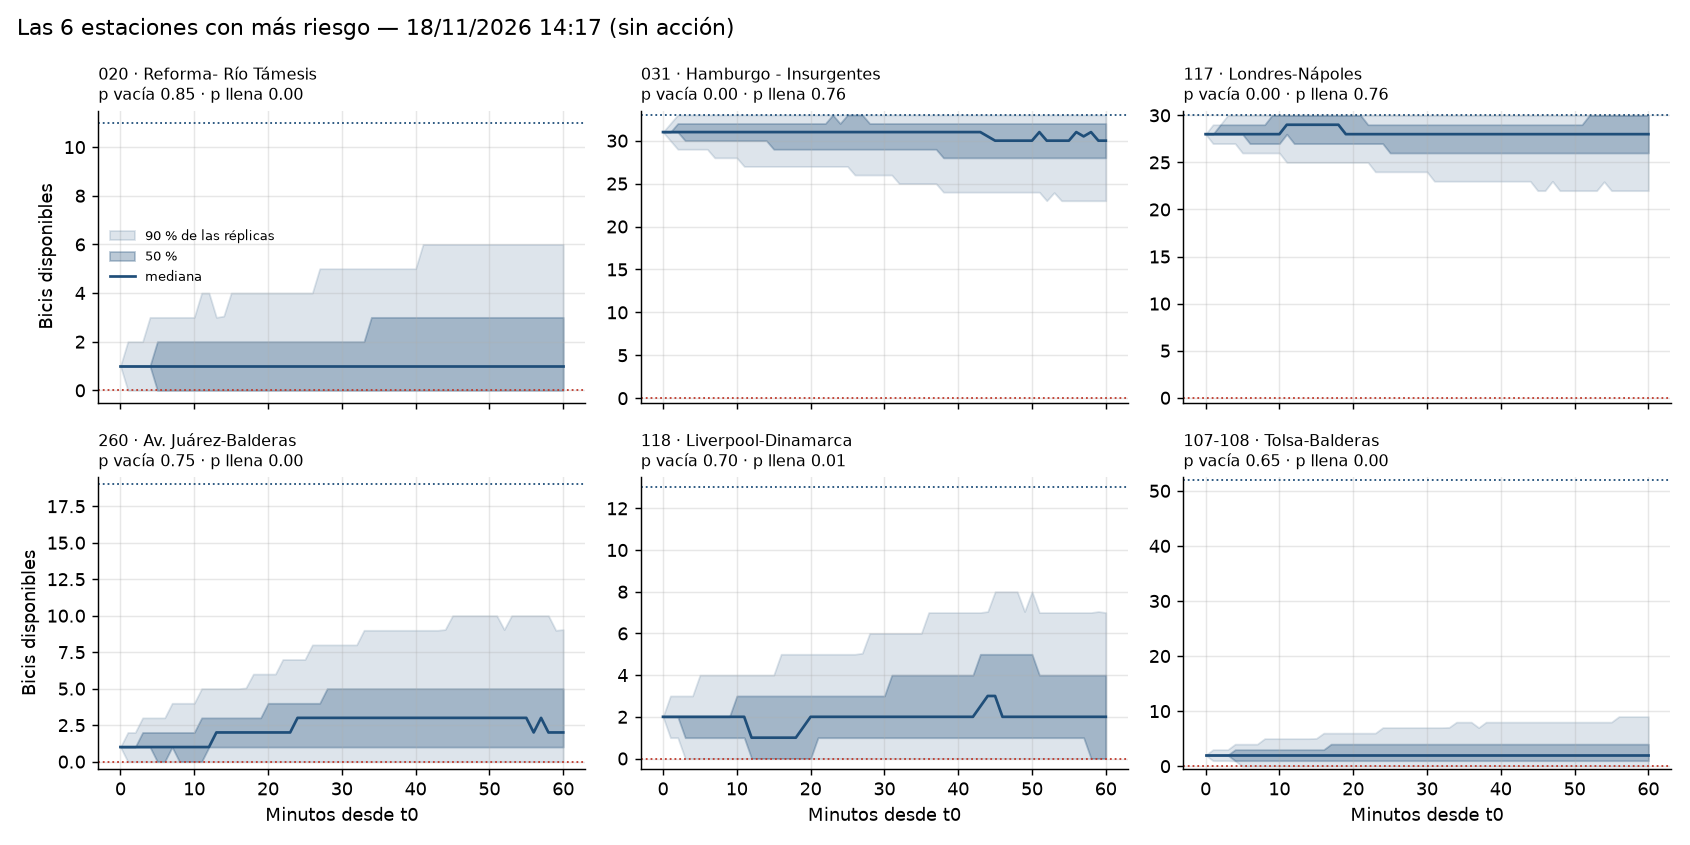 Las 6 estaciones con más riesgo — 18/11/2026 14:17 (sin acción)
020 · Reforma- Río Támesis
p vacía 0.85 · p llena 0.00
10
8
6
4
2
0
Bicis disponibles
90 % de las réplicas
50 %
mediana
031 · Hamburgo - Insurgentes
p vacía 0.00 · p llena 0.76
30
25
20
15
10
5
0
117 · Londres-Nápoles
p vacía 0.00 · p llena 0.76
30
25
20
15
10
5
0
260 · Av. Juárez-Balderas
p vacía 0.75 · p llena 0.00
17.5
15.0
12.5
10.0
7.5
5.0
2.5
0.0
Bicis disponibles
0 10 20 30 40 50 60
Minutos desde t0
118 · Liverpool-Dinamarca
p vacía 0.70 · p llena 0.01
12
10
8
6
4
2
0
0 10 20 30 40 50 60
Minutos desde t0
107-108 · Tolsa-Balderas
p vacía 0.65 · p llena 0.00
50
40
30
20
10
0
0 10 20 30 40 50 60
Minutos desde t0